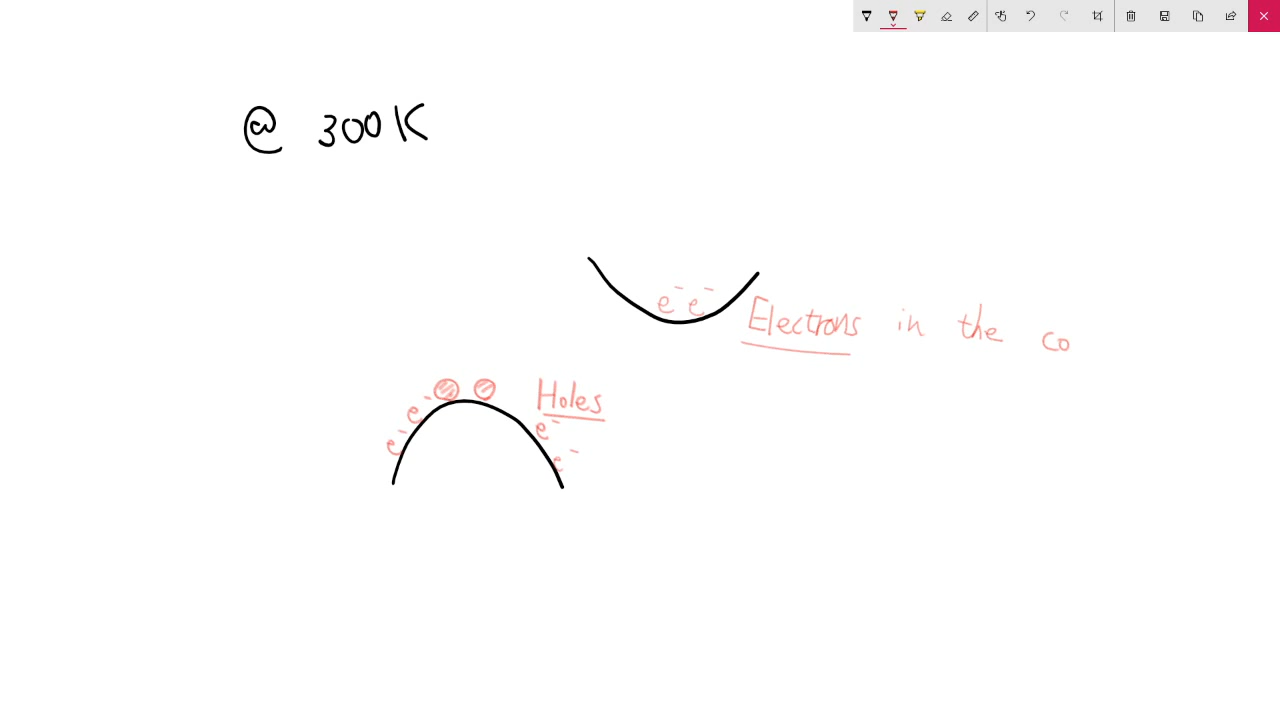 @ 300K
e⁻ e⁻
Electrons in the co
Holes
e⁻
e⁻
e⁻
e⁻